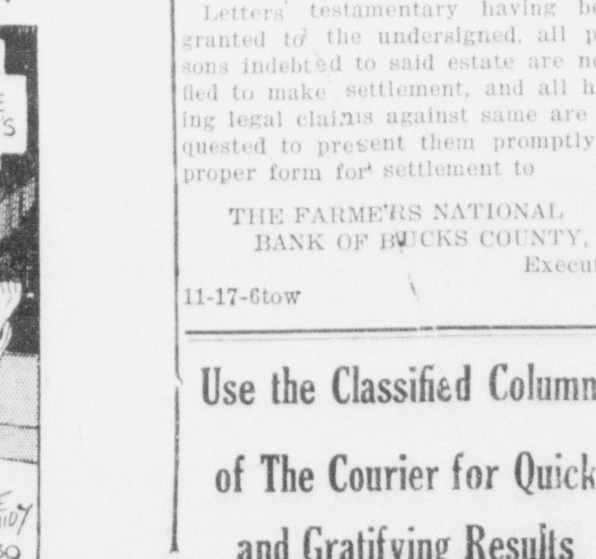 Letters testamentary having be
granted to the undersigned, all p
sons indebted to said estate are no
fied to make settlement, and all h
ing legal claims against same are
quested to present them promptly
proper form for settlement to
THE FARMERS NATIONAL
BANK OF BUCKS COUNTY,
Execut
11-17-6tow
Use the Classified Column
of The Courier for Quick
and Gratifying Results